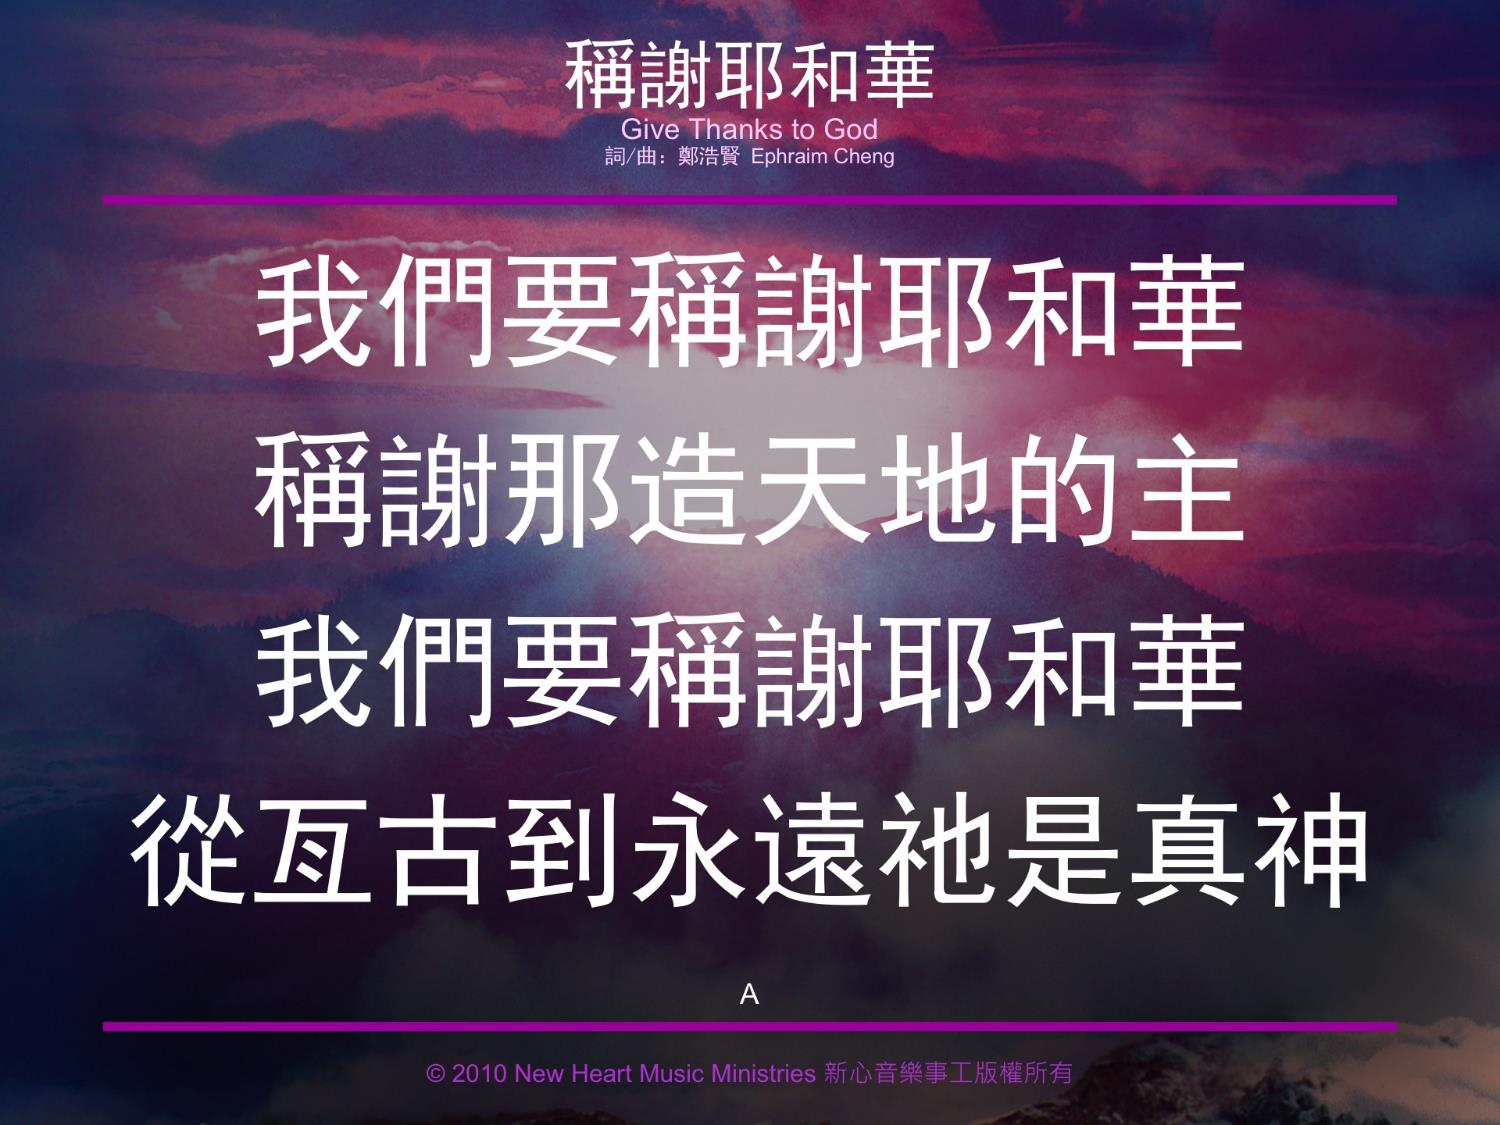 稱謝耶和華
Give Thanks to God
詞/曲：鄭浩賢 Ephraim Cheng
我們要稱謝耶和華
稱謝那造天地的主
我們要稱謝耶和華
從亙古到永遠祂是真神
A
© 2010 New Heart Music Ministries 新心音樂事工版權所有